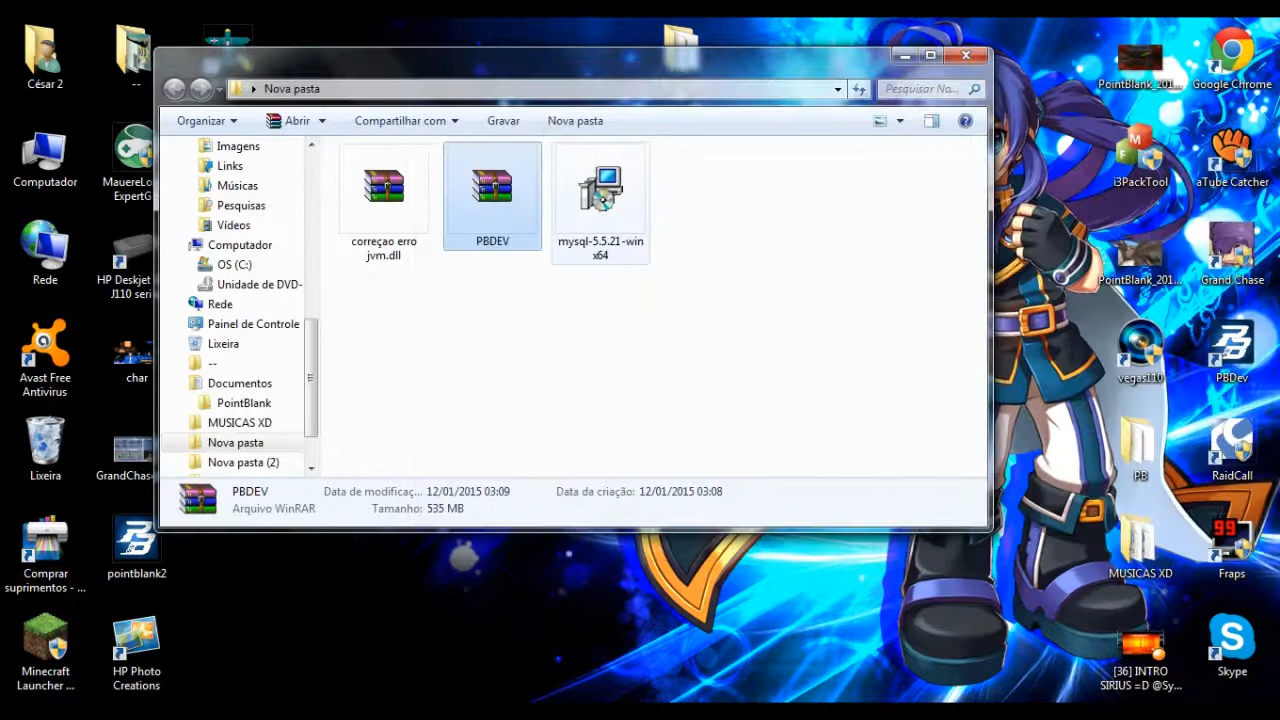 César 2
--
PointBlank_201...
Google Chrome
Nova pasta
Pesquisar No...
Organizar
Abrir
Compartilhar com
Gravar
Nova pasta
Imagens
Links
Músicas
Pesquisas
Vídeos
Computador
OS (C:)
Unidade de DVD-
Rede
Painel de Controle
Lixeira
--
Documentos
PointBlank
MUSICAS XD
Nova pasta
Nova pasta (2)
correçao erro
jvm.dll
PBDEV
mysql-5.5.21-win
x64
PBDEV
Data de modificaç... 12/01/2015 03:09
Data da criação: 12/01/2015 03:08
Arquivo WinRAR
Tamanho: 535 MB
Computador
MauereLo
ExpertG
i3PackTool
aTube Catcher
Rede
HP Deskjet
J110 seri
PointBlank_201...
Grand Chase
Avast Free
Antivirus
char
vegas110
PBDev
Lixeira
GrandChase
PB
RaidCall
Comprar
suprimentos - ...
pointblank2
MUSICAS XD
99
Fraps
Minecraft
Launcher ...
HP Photo
Creations
[36] INTRO
SIRIUS =D @Sy...
Skype